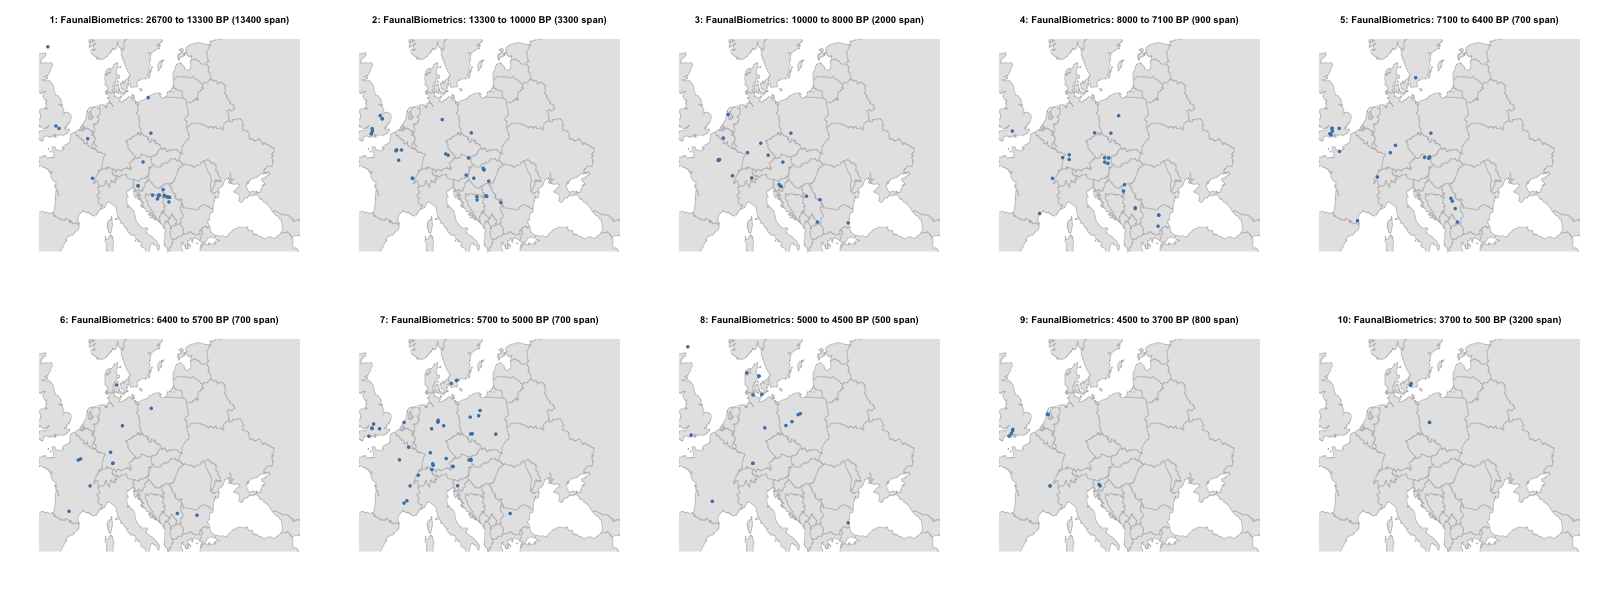 1: FaunalBiometrics: 26700 to 13300 BP (13400 span)
2: FaunalBiometrics: 13300 to 10000 BP (3300 span)
3: FaunalBiometrics: 10000 to 8000 BP (2000 span)
4: FaunalBiometrics: 8000 to 7100 BP (900 span)
5: FaunalBiometrics: 7100 to 6400 BP (700 span)
6: FaunalBiometrics: 6400 to 5700 BP (700 span)
7: FaunalBiometrics: 5700 to 5000 BP (700 span)
8: FaunalBiometrics: 5000 to 4500 BP (500 span)
9: FaunalBiometrics: 4500 to 3700 BP (800 span)
10: FaunalBiometrics: 3700 to 500 BP (3200 span)